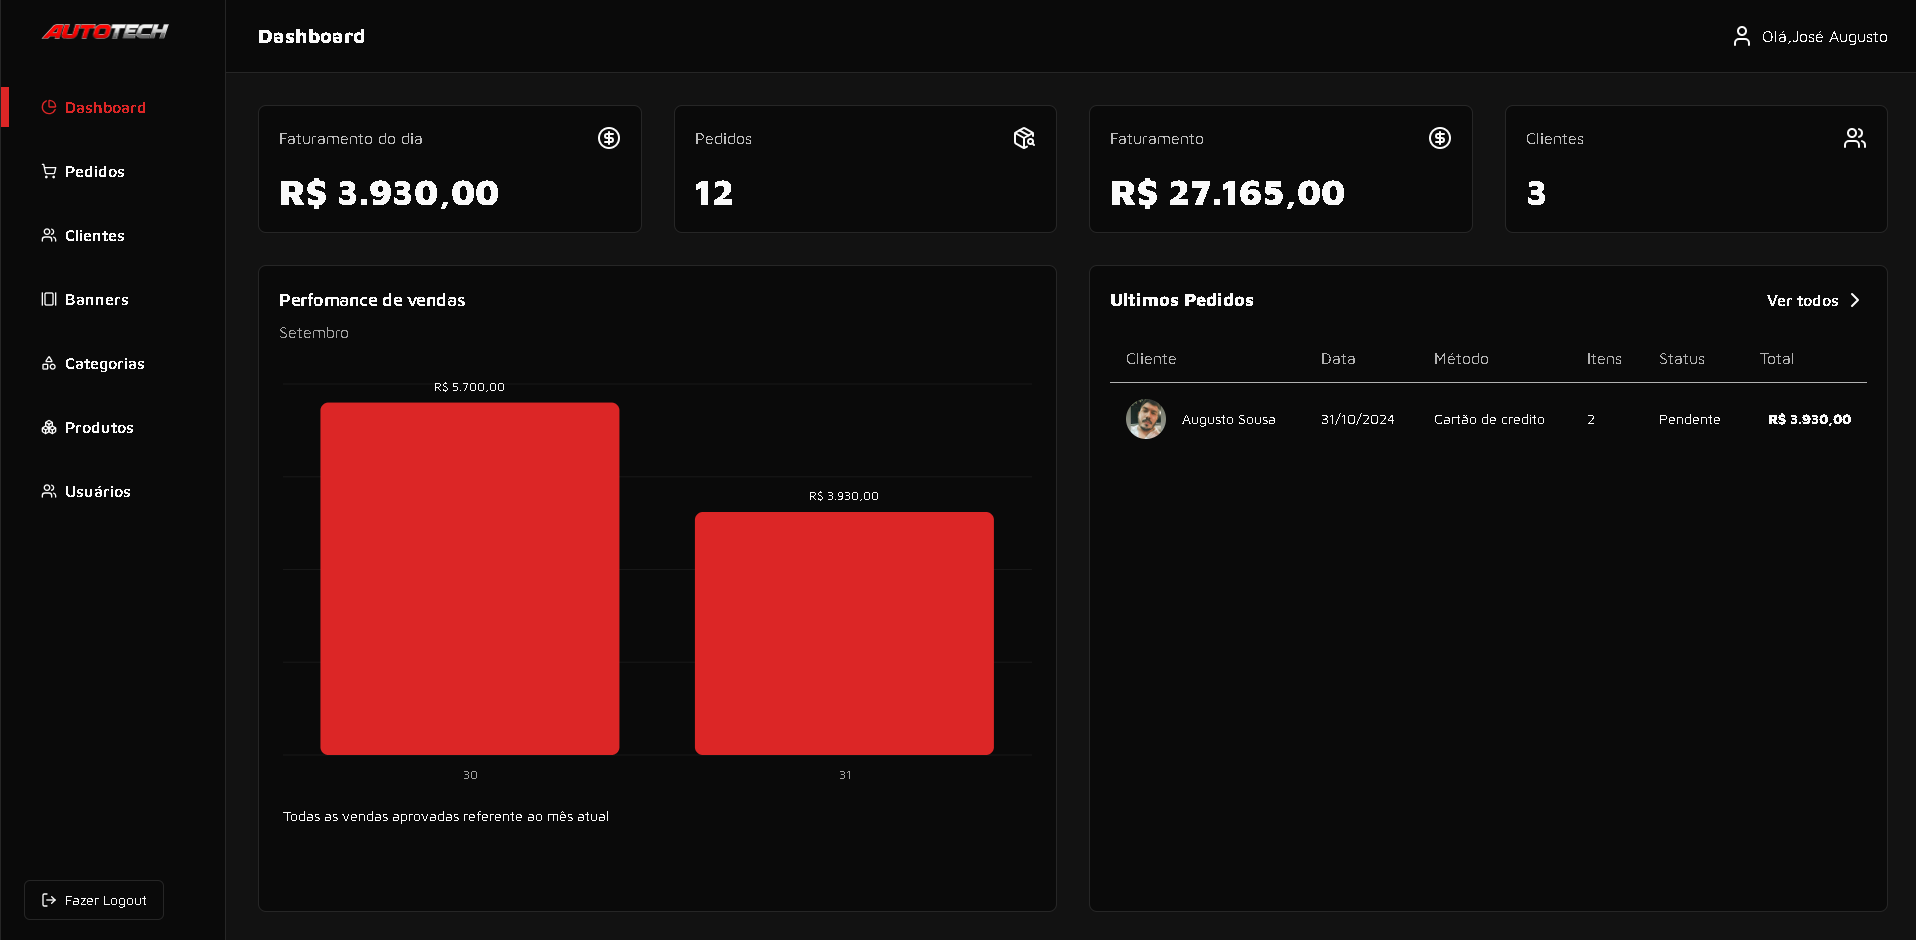 AUTOTECH
Dashboard
Pedidos
Clientes
Banners
Categorias
Produtos
Usuários
Fazer Logout
Dashboard
Olá,José Augusto
Faturamento do dia
R$ 3.930,00
Pedidos
12
Faturamento
R$ 27.165,00
Clientes
3
Perfomance de vendas
Setembro
R$ 5.700,00
R$ 3.930,00
30 31
Todas as vendas aprovadas referente ao mês atual
Ultimos Pedidos
Ver todos
Cliente Data Método Itens Status Total
Augusto Sousa 31/10/2024 Cartão de credito 2 Pendente R$ 3.930,00